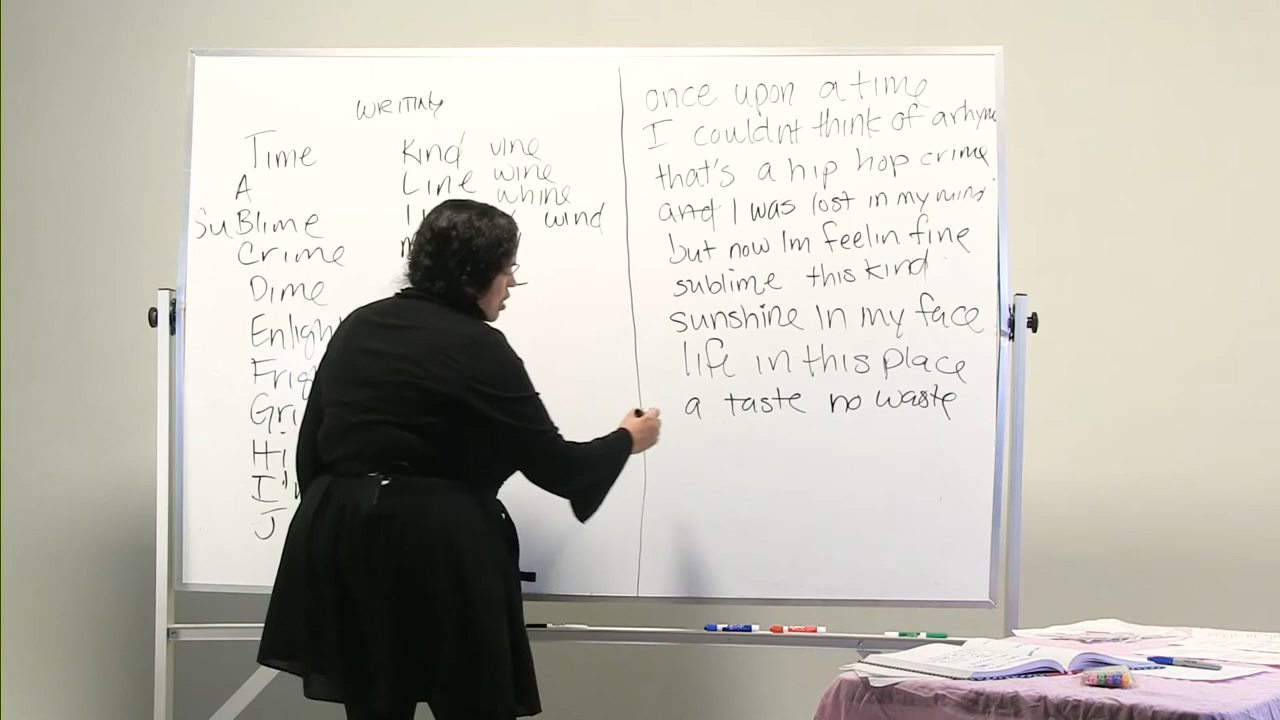 WRITING
Time
A
SuBlime
Crime
Dime
Enligh
Frig
Gri
Hi
I'
J
Kind vine
Line wine
whine
wind
once upon a time
I couldn't think of a rhyme
that's a hip hop crime
and I was lost in my mind
but now Im feelin fine
sublime this kind
sunshine in my face
life in this place
a taste no waste